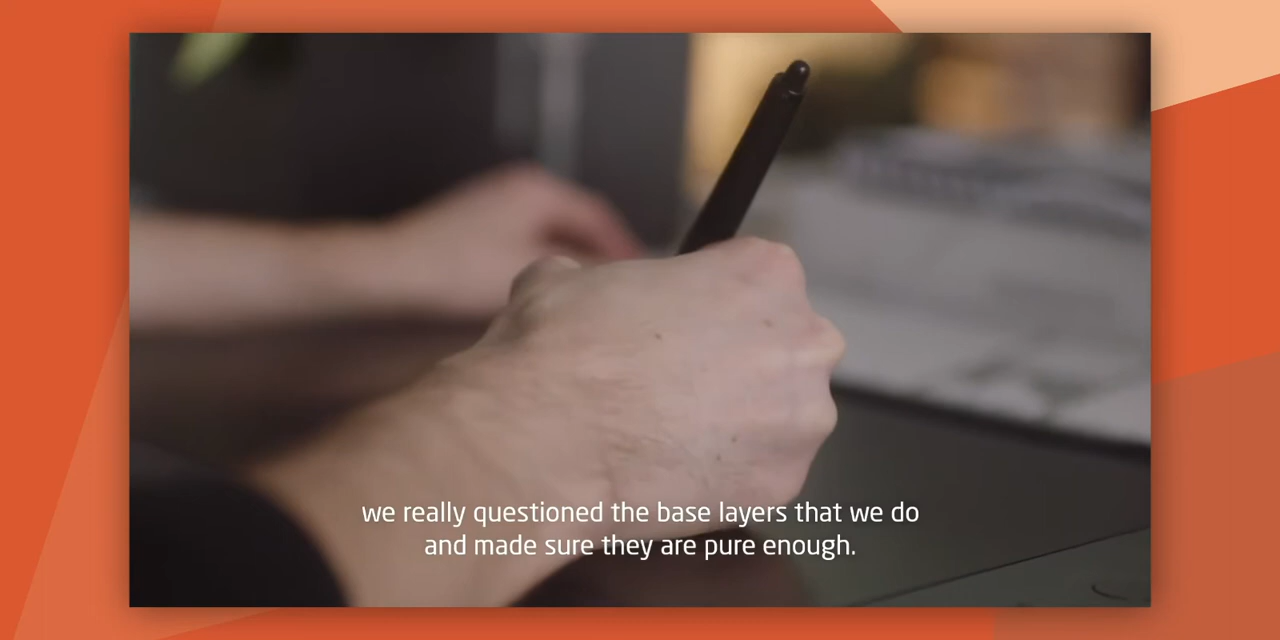 we really questioned the base layers that we do
and made sure they are pure enough.